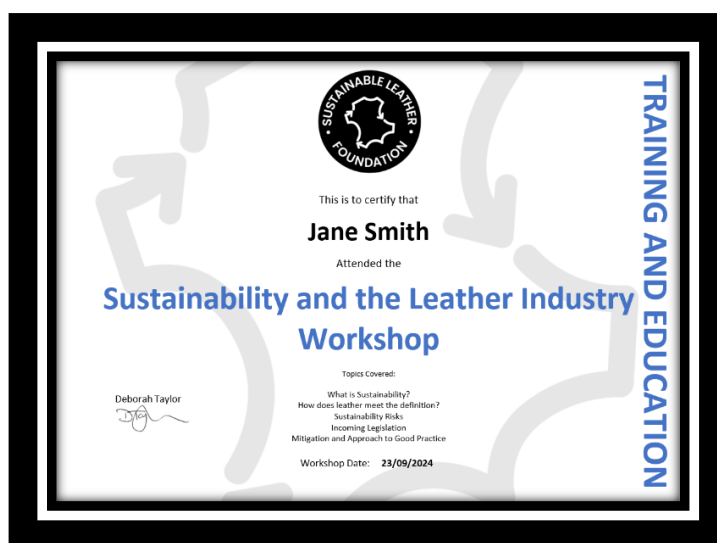 SUSTAINABLE LEATHER
FOUNDATION
This is to certify that
Jane Smith
Attended the
Sustainability and the Leather Industry
Workshop
Topics Covered:
What is Sustainability?
How does leather meet the definition?
Sustainability Risks
Incoming Legislation
Mitigation and Approach to Good Practice
Workshop Date: 23/09/2024
Deborah Taylor
TRAINING AND EDUCATION